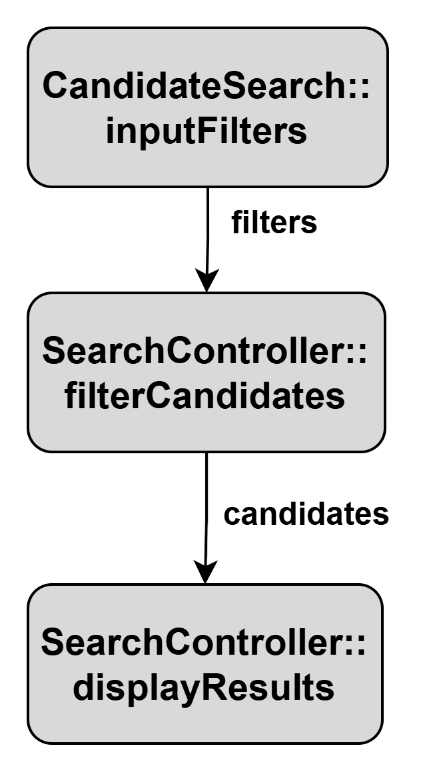 CandidateSearch::
inputFilters
filters
SearchController::
filterCandidates
candidates
SearchController::
displayResults